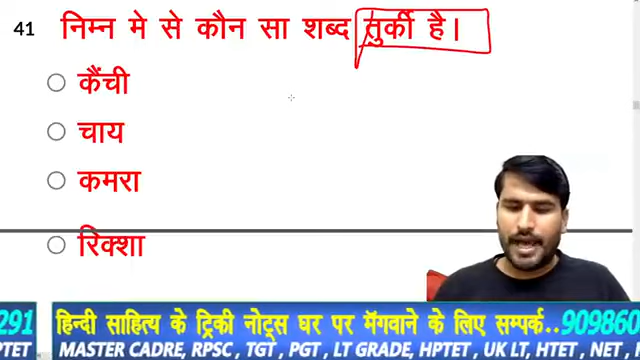 41 निम्न मे से कौन सा शब्द तुर्की है।
कैंची
चाय
कमरा
रिक्शा
291 हिन्दी साहित्य के ट्रिकी नोट्स घर पर मॅगवाने के लिए सम्पर्क.. 909860
PTET MASTER CADRE, RPSC , TGT , PGT , LT GRADE, HPTET , UK LT, HTET , NET ,